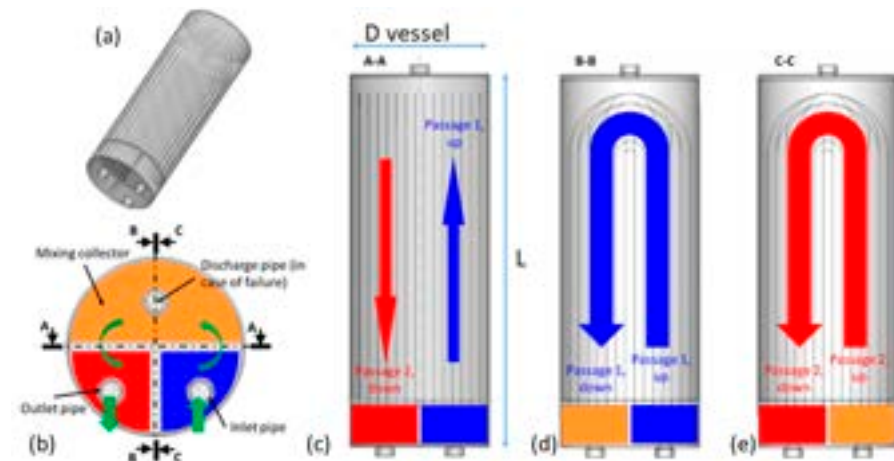 (a)
D vessel
A-A
B-B
C-C
Passage 1,
up
L
B C
Mixing collector
Discharge pipe (in
case of failure)
A A
Outlet pipe
Inlet pipe
(b)
B C
Passage 2,
down
(c)
Passage 1,
down
Passage 1,
up
(d)
Passage 2,
down
Passage 2,
up
(e)